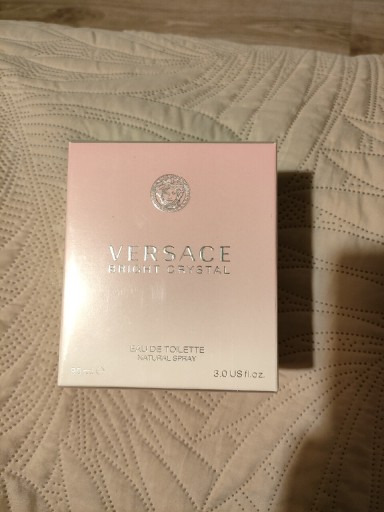 VERSACE
BRIGHT CRYSTAL
EAU DE TOILETTE
NATURAL SPRAY
3.0 US fl.oz.